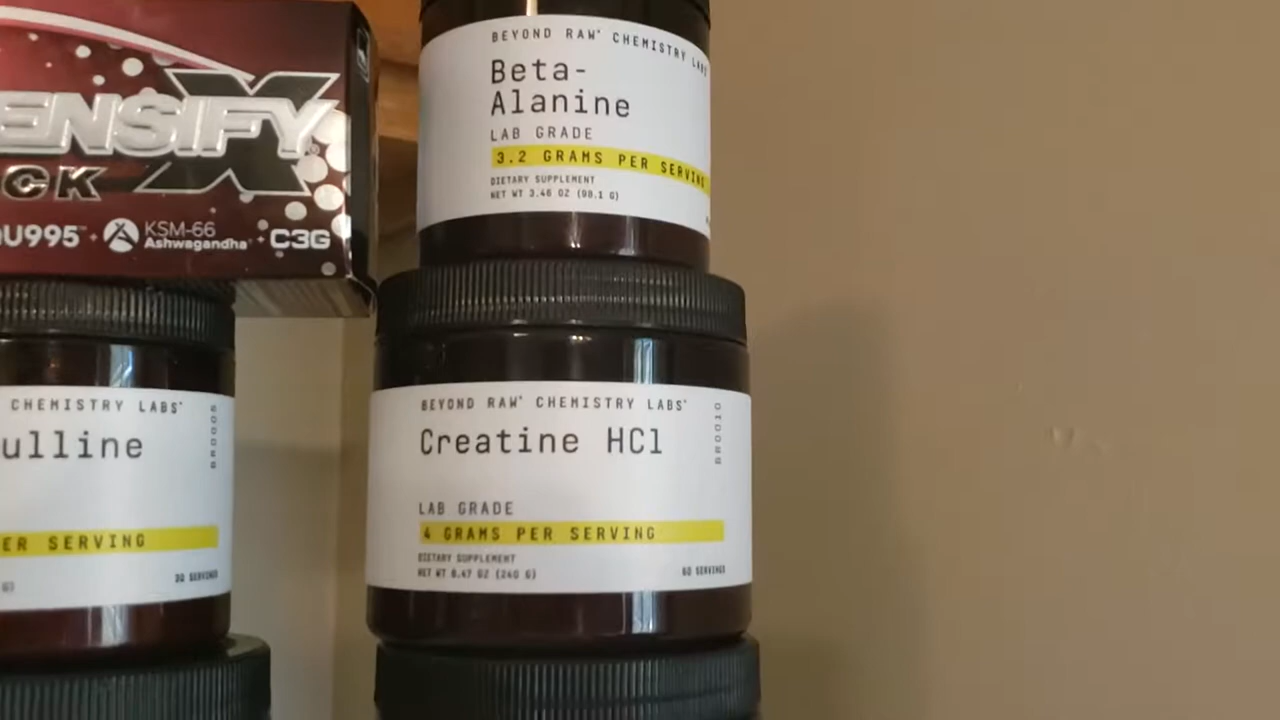 ENSIFY
CK
U995™ + KSM-66 Ashwagandha® + C3G
BEYOND RAW® CHEMISTRY LABS
Beta-
Alanine
LAB GRADE
3.2 GRAMS PER SERVING
DIETARY SUPPLEMENT
NET WT 3.46 OZ (98.1 G)
CHEMISTRY LABS®
ulline
ER SERVING
30 SERVINGS
BEYOND RAW® CHEMISTRY LABS®
BR0010
Creatine HCl
LAB GRADE
4 GRAMS PER SERVING
DIETARY SUPPLEMENT
NET WT 8.47 OZ (240 G)
60 SERVINGS